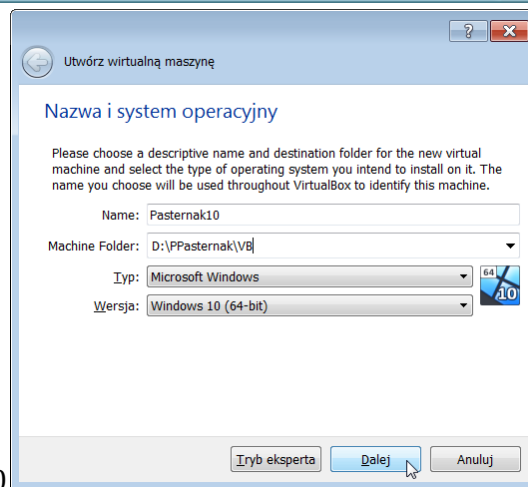 Utwórz wirtualną maszynę
Nazwa i system operacyjny
Please choose a descriptive name and destination folder for the new virtual
machine and select the type of operating system you intend to install on it. The
name you choose will be used throughout VirtualBox to identify this machine.
Name: Pasternak10
Machine Folder: D:\PPasternak\VB
Typ: Microsoft Windows
64
Wersja: Windows 10 (64-bit)
10
Tryb eksperta Dalej Anuluj
)